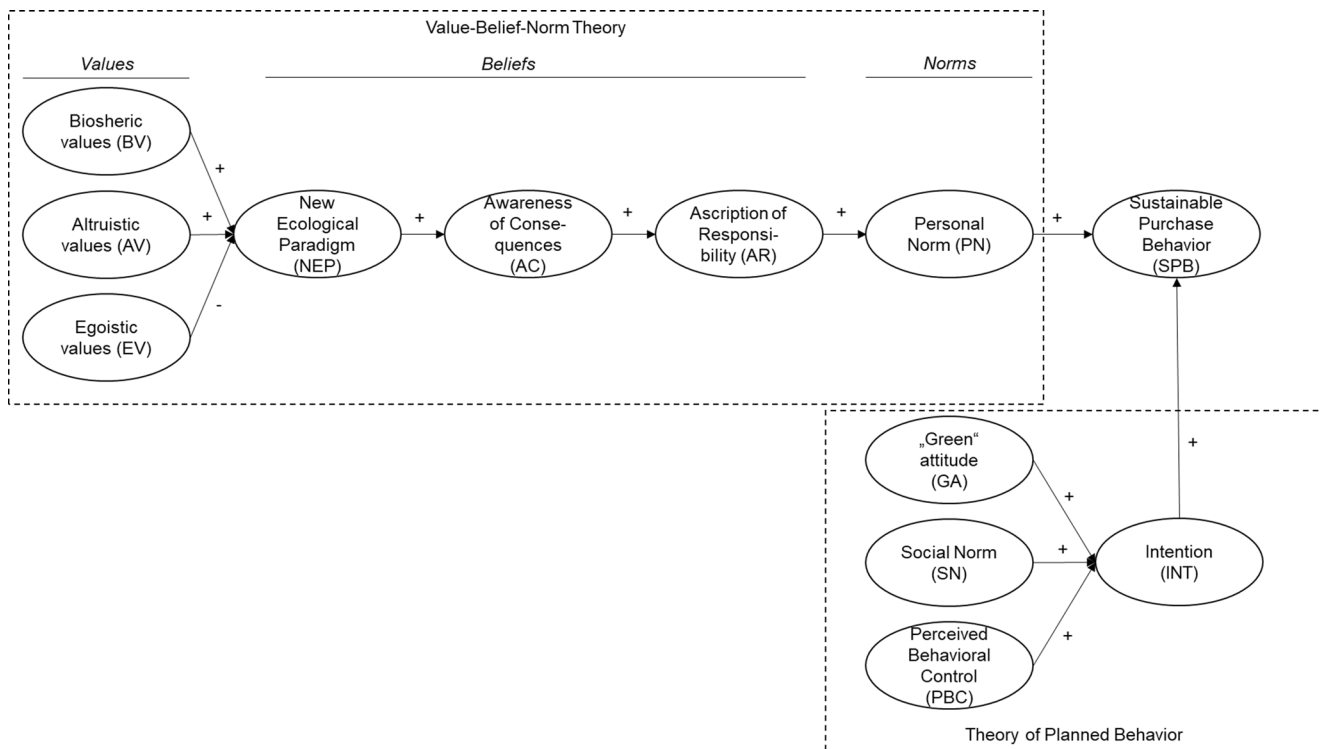 Value-Belief-Norm Theory
Values
Beliefs
Norms
Biosheric
values (BV)
+
Altruistic
values (AV)
+
Egoistic
values (EV)
-
New
Ecological
Paradigm
(NEP)
+
Awareness
of Conse-
quences
(AC)
+
Ascription of
Responsi-
bility (AR)
+
Personal
Norm (PN)
+
Sustainable
Purchase
Behavior
(SPB)
+
„Green“
attitude
(GA)
+
Social Norm
(SN)
+
Perceived
Behavioral
Control
(PBC)
+
Intention
(INT)
Theory of Planned Behavior